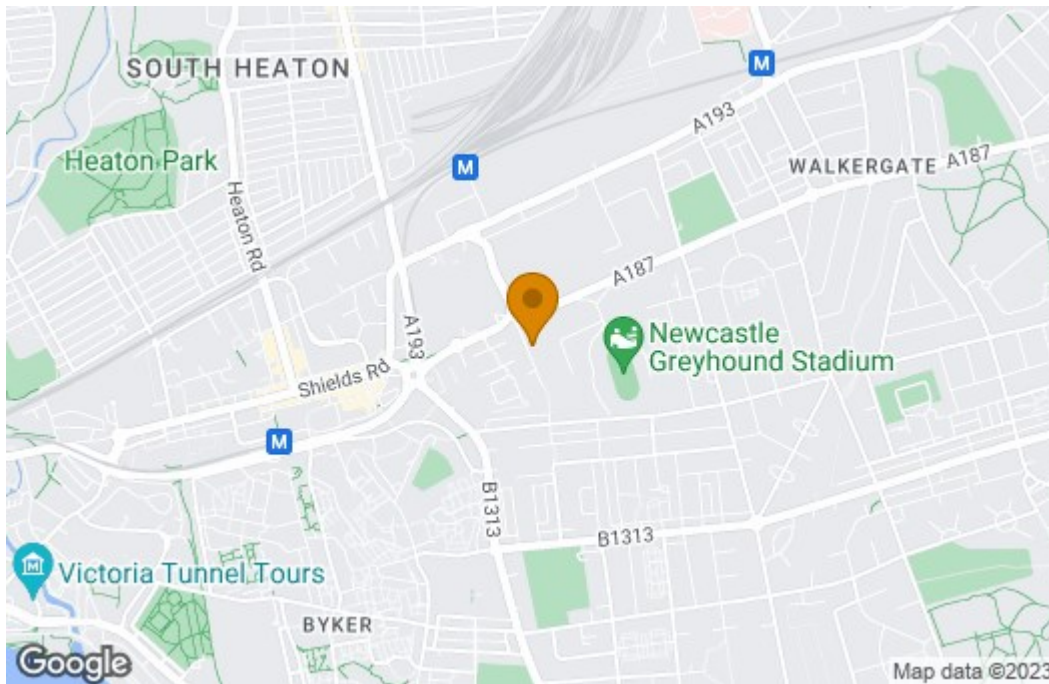 SOUTH HEATON
M
A193
WALKERGATE
A187
Heaton Park
M
Heaton Rd
A187
A193
Newcastle
Greyhound Stadium
Shields Rd
M
B1313
B1313
M
Victoria Tunnel Tours
BYKER
Google
Map data ©2023